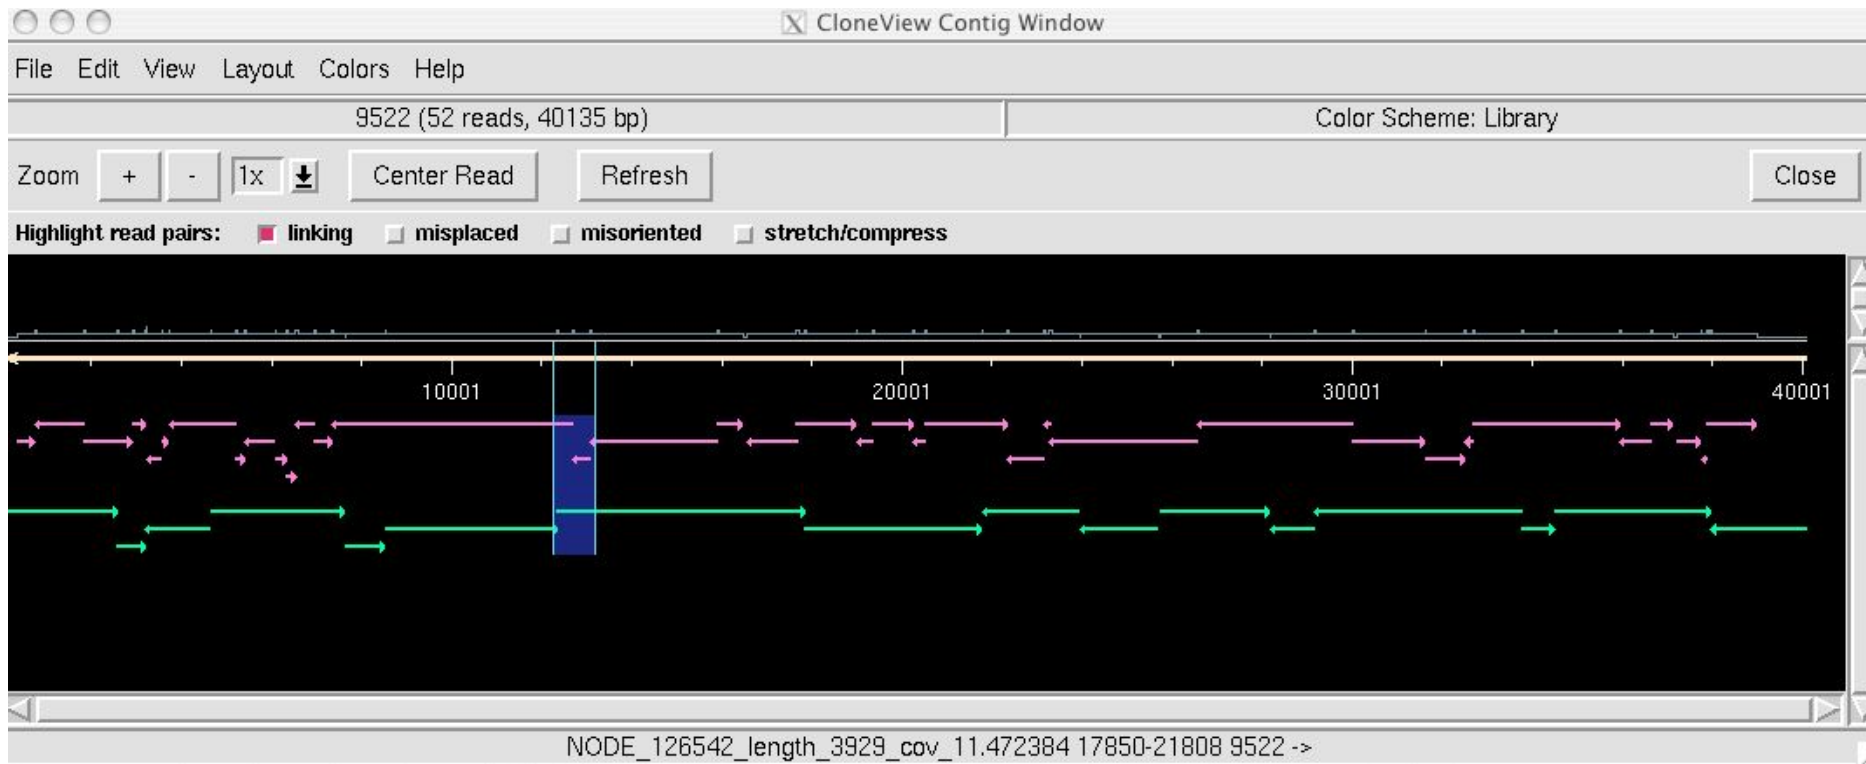 CloneView Contig Window
File Edit View Layout Colors Help
9522 (52 reads, 40135 bp) Color Scheme: Library
Zoom + - 1x Center Read Refresh Close
Highlight read pairs: linking misplaced misoriented stretch/compress
10001 20001 30001 40001
NODE_126542_length_3929_cov_11.472384 17850-21808 9522 ->